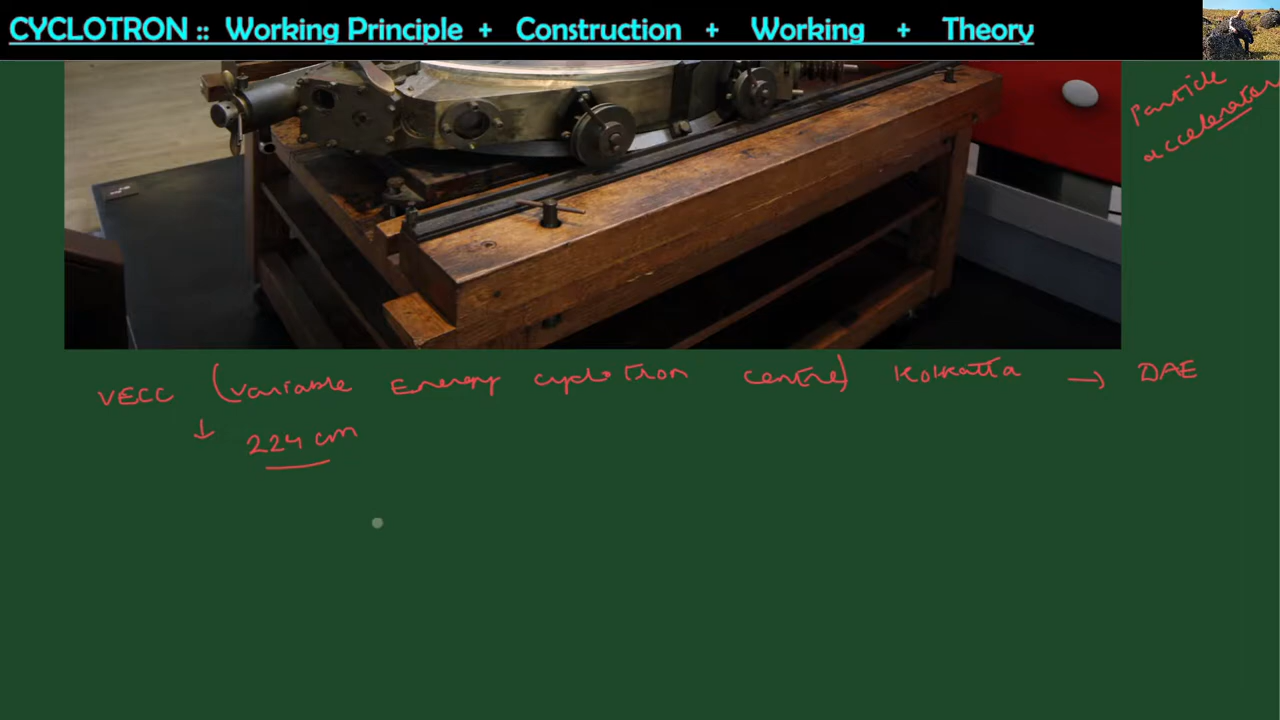 CYCLOTRON :: Working Principle + Construction + Working + Theory
Particle
accelerator
VECC (Variable Energy cyclotron centre) Kolkatta → DAE
↓ 224 cm